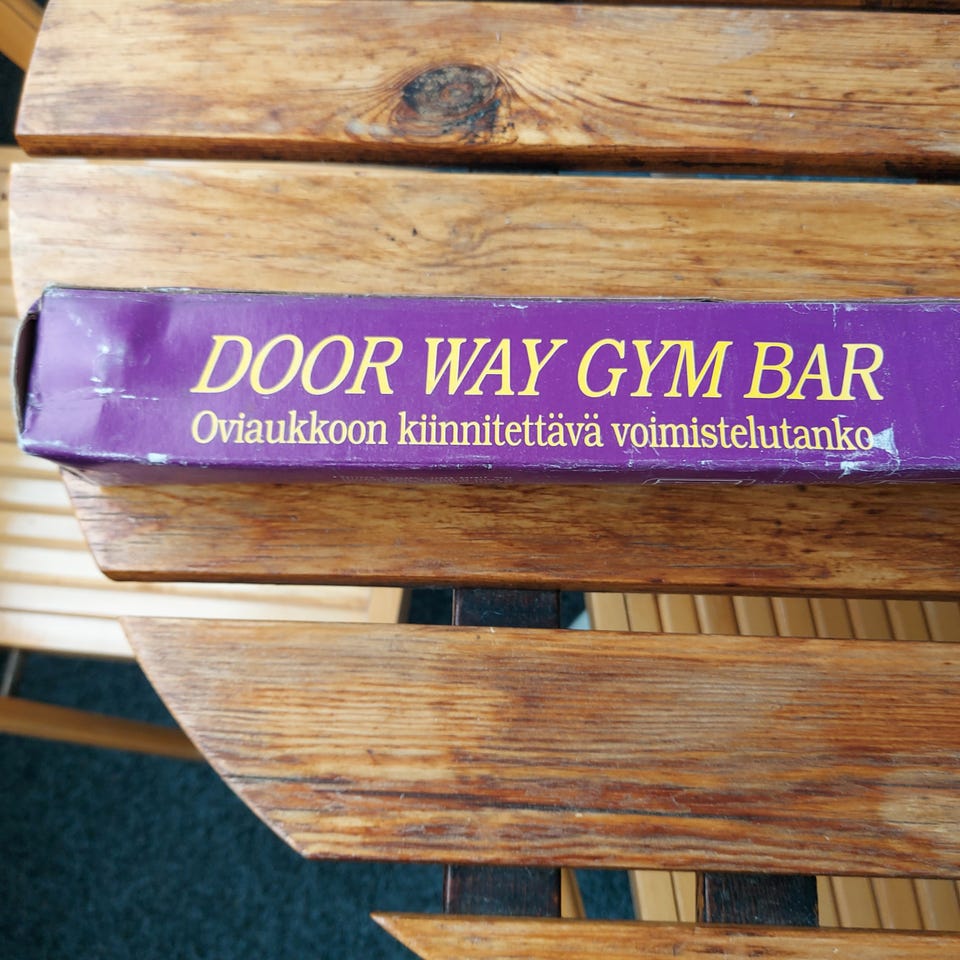 DOOR WAY GYM BAR
Oviaukkoon kiinnitettävä voimistelutanko